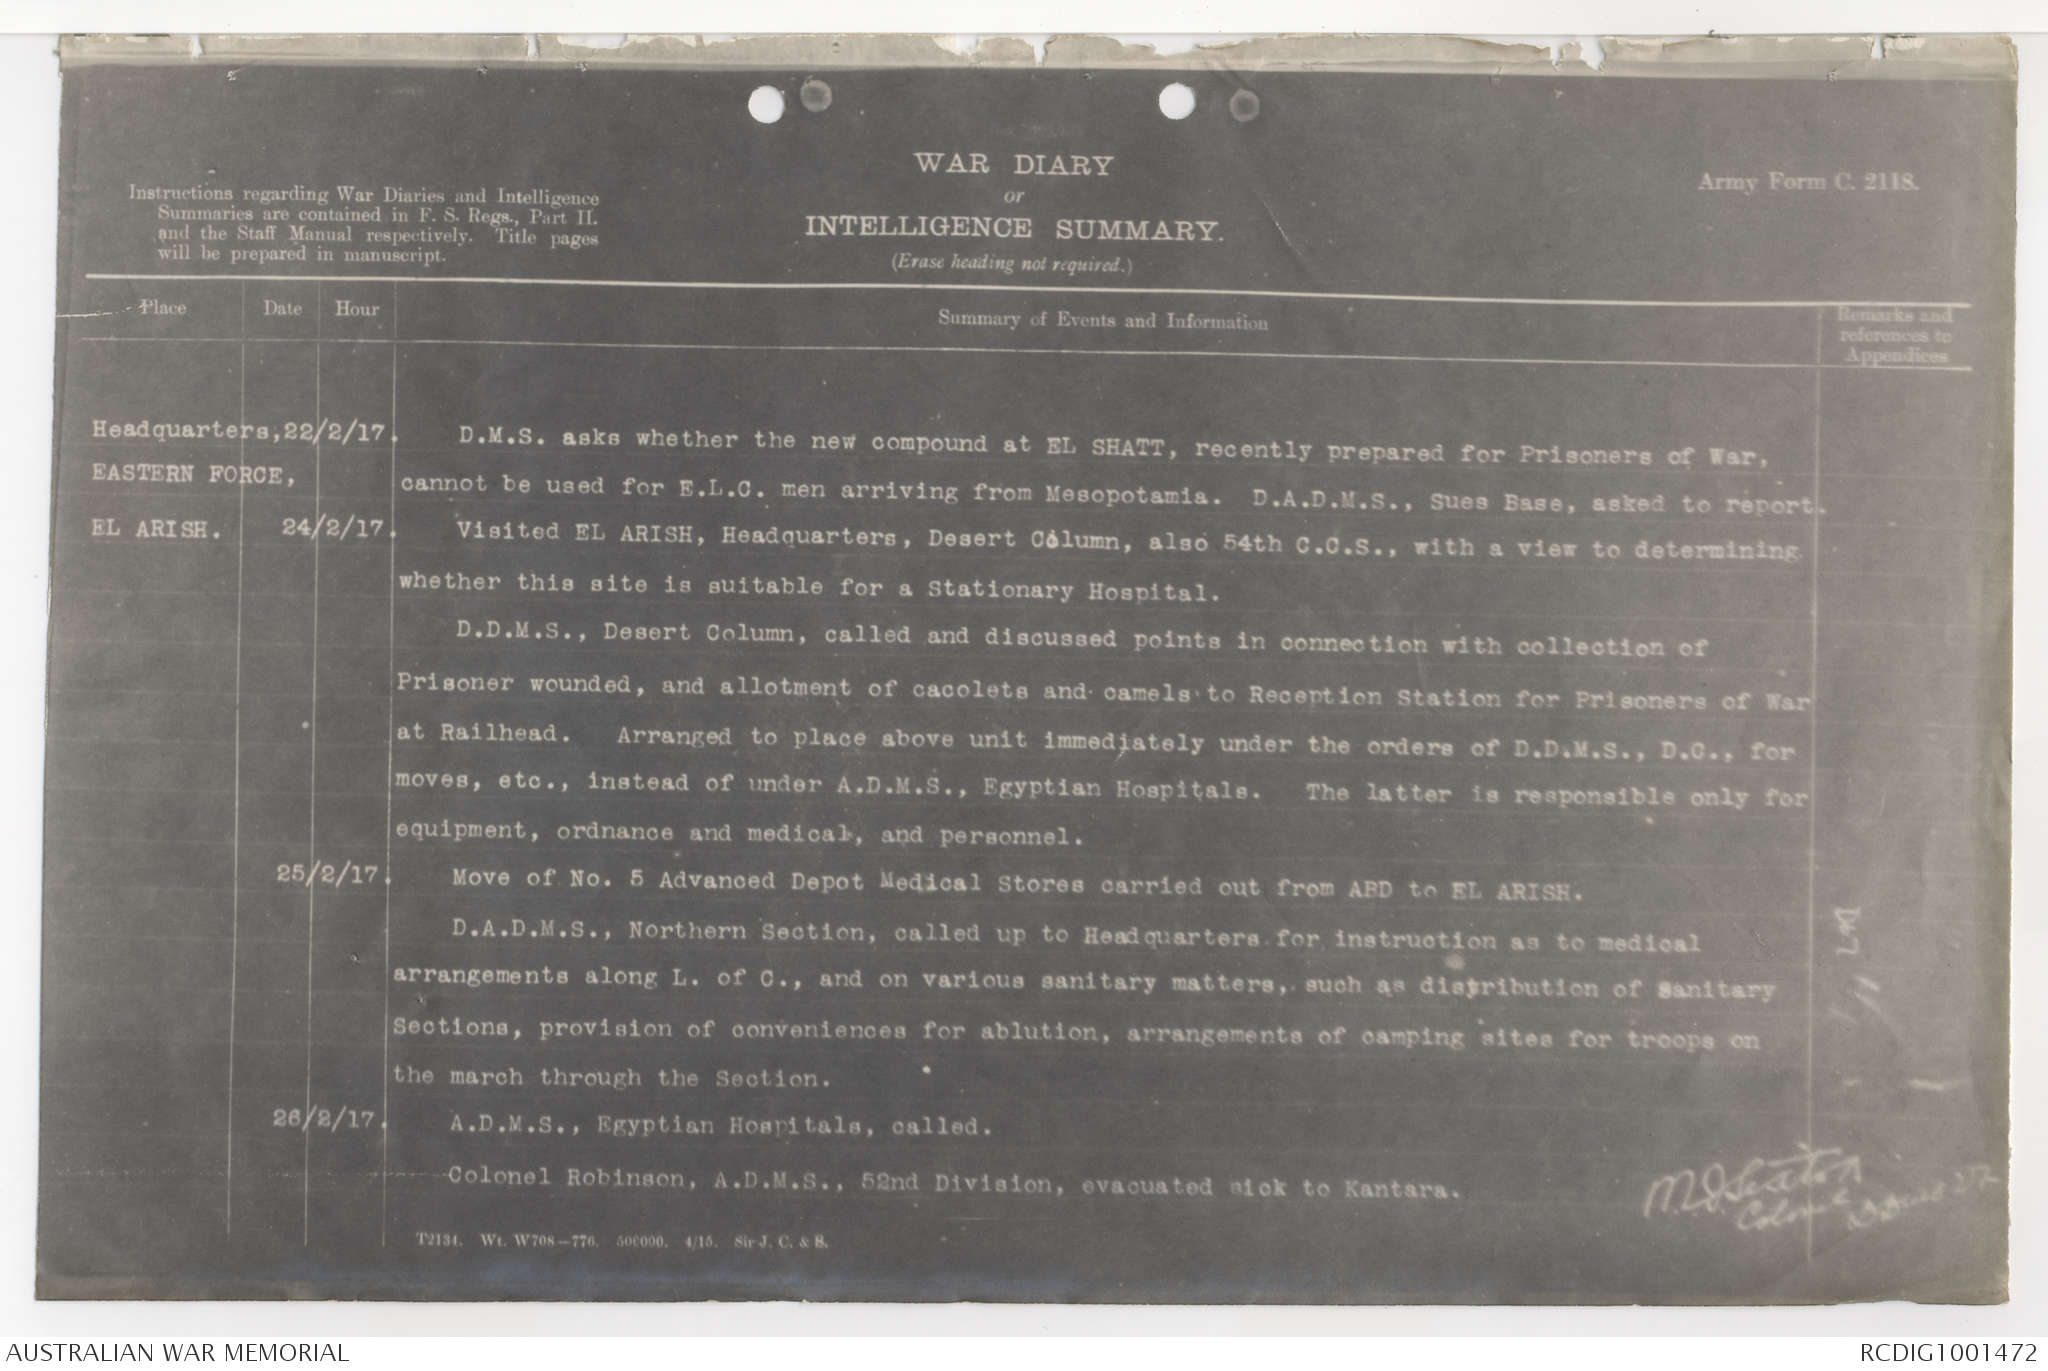 WAR DIARY
or
INTELLIGENCE SUMMARY.
(Erase heading not required.)
Army Form C. 2118.
Instructions regarding War Diaries and Intelligence
Summaries are contained in F. S. Regs., Part II.
and the Staff Manual respectively. Title pages
will be prepared in manuscript.
Place Date Hour Summary of Events and Information
Remarks and
references to
Appendices
Headquarters, 22/2/17. D.M.S. asks whether the new compound at EL SHATT, recently prepared for Prisoners of War,
EASTERN FORCE, cannot be used for E.L.C. men arriving from Mesopotamia. D.A.D.M.S., Sues Base, asked to report.
EL ARISH. 24/2/17. Visited EL ARISH, Headquarters, Desert Column, also 54th C.C.S., with a view to determining
whether this site is suitable for a Stationary Hospital.
D.D.M.S., Desert Column, called and discussed points in connection with collection of
Prisoner wounded, and allotment of cacolets and camels to Reception Station for Prisoners of War
at Railhead. Arranged to place above unit immediately under the orders of D.D.M.S., D.C., for
moves, etc., instead of under A.D.M.S., Egyptian Hospitals. The latter is responsible only for
equipment, ordnance and medical, and personnel.
25/2/17. Move of No. 5 Advanced Depot Medical Stores carried out from ABD to EL ARISH.
D.A.D.M.S., Northern Section, called up to Headquarters for instruction as to medical
arrangements along L. of C., and on various sanitary matters, such as distribution of Sanitary
Sections, provision of conveniences for ablution, arrangements of camping sites for troops on
the march through the Section.
26/2/17. A.D.M.S., Egyptian Hospitals, called.
Colonel Robinson, A.D.M.S., 52nd Division, evacuated sick to Kantara.
Colonel
T2134. Wt. W708—776. 500000. 4/15. Sir J. C. & S.
AUSTRALIAN WAR MEMORIAL
RCDIG1001472